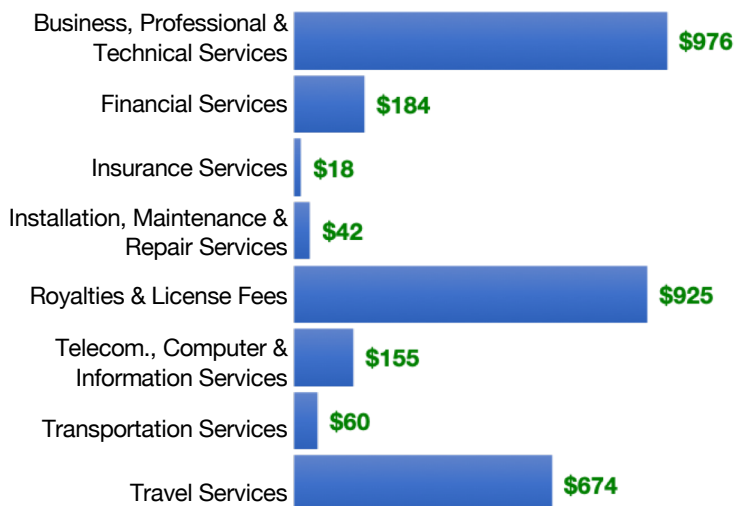 Business, Professional &
Technical Services
$976
Financial Services
$184
Insurance Services
$18
Installation, Maintenance &
Repair Services
$42
Royalties & License Fees
$925
Telecom., Computer &
Information Services
$155
Transportation Services
$60
Travel Services
$674